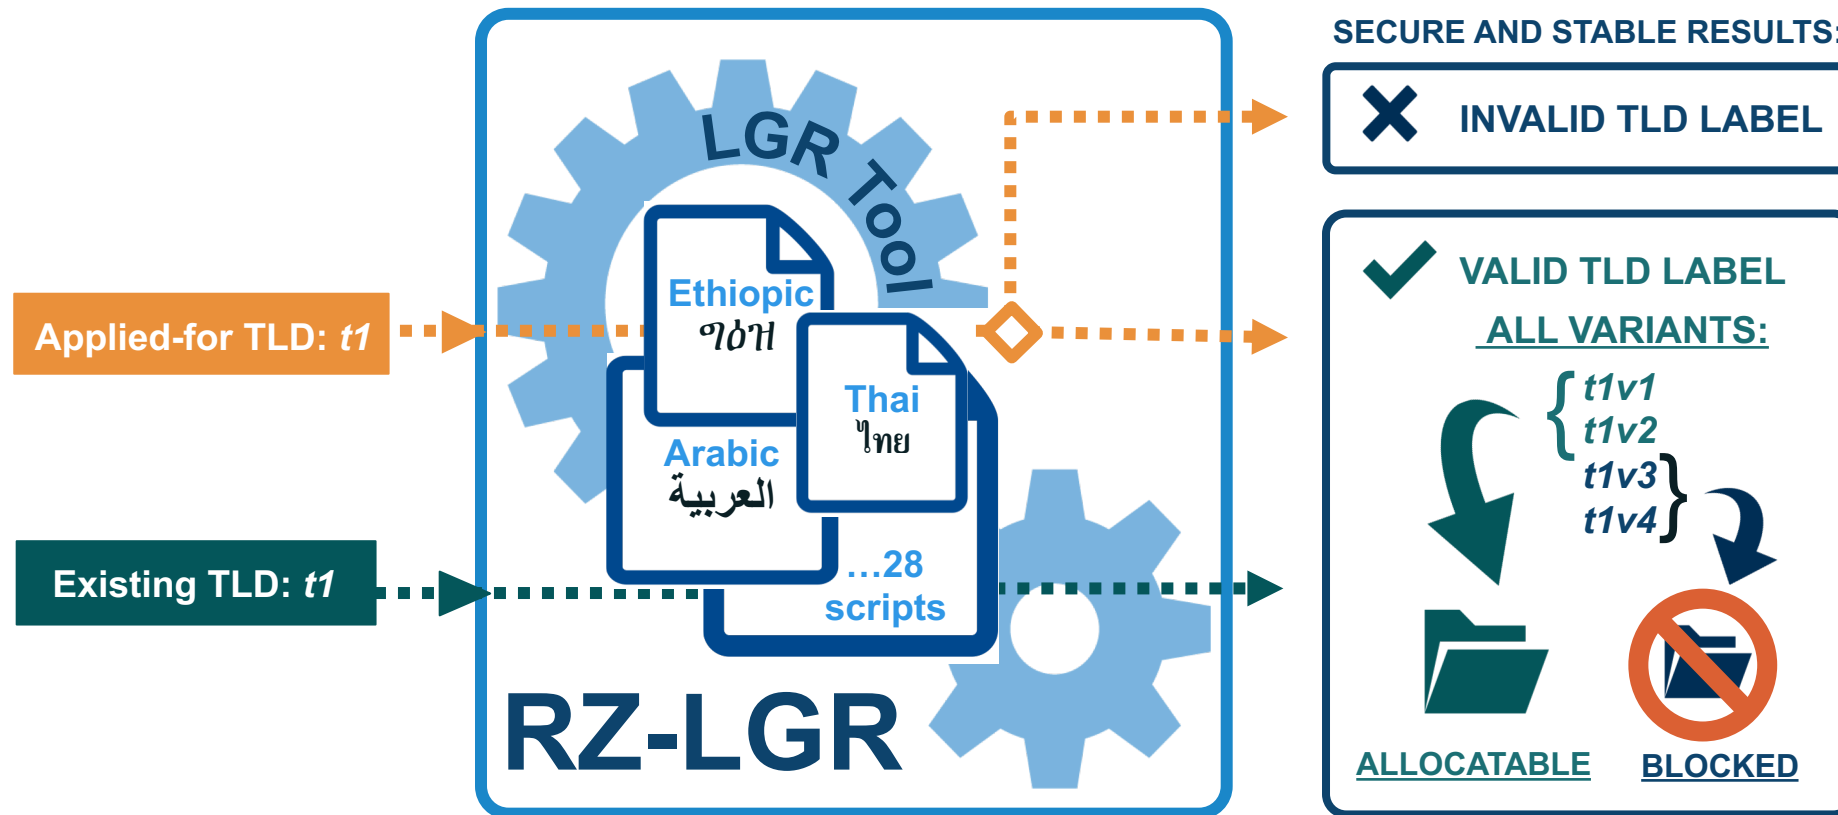 SECURE AND STABLE RESULTS:
INVALID TLD LABEL
LGR Tool
Ethiopic
ግዕዝ
Applied-for TLD: t1
Thai
ไทย
Arabic
العربية
Existing TLD: t1
...28
scripts
RZ-LGR
VALID TLD LABEL
ALL VARIANTS:
{ t1v1
t1v2
t1v3 }
t1v4
ALLOCATABLE
BLOCKED